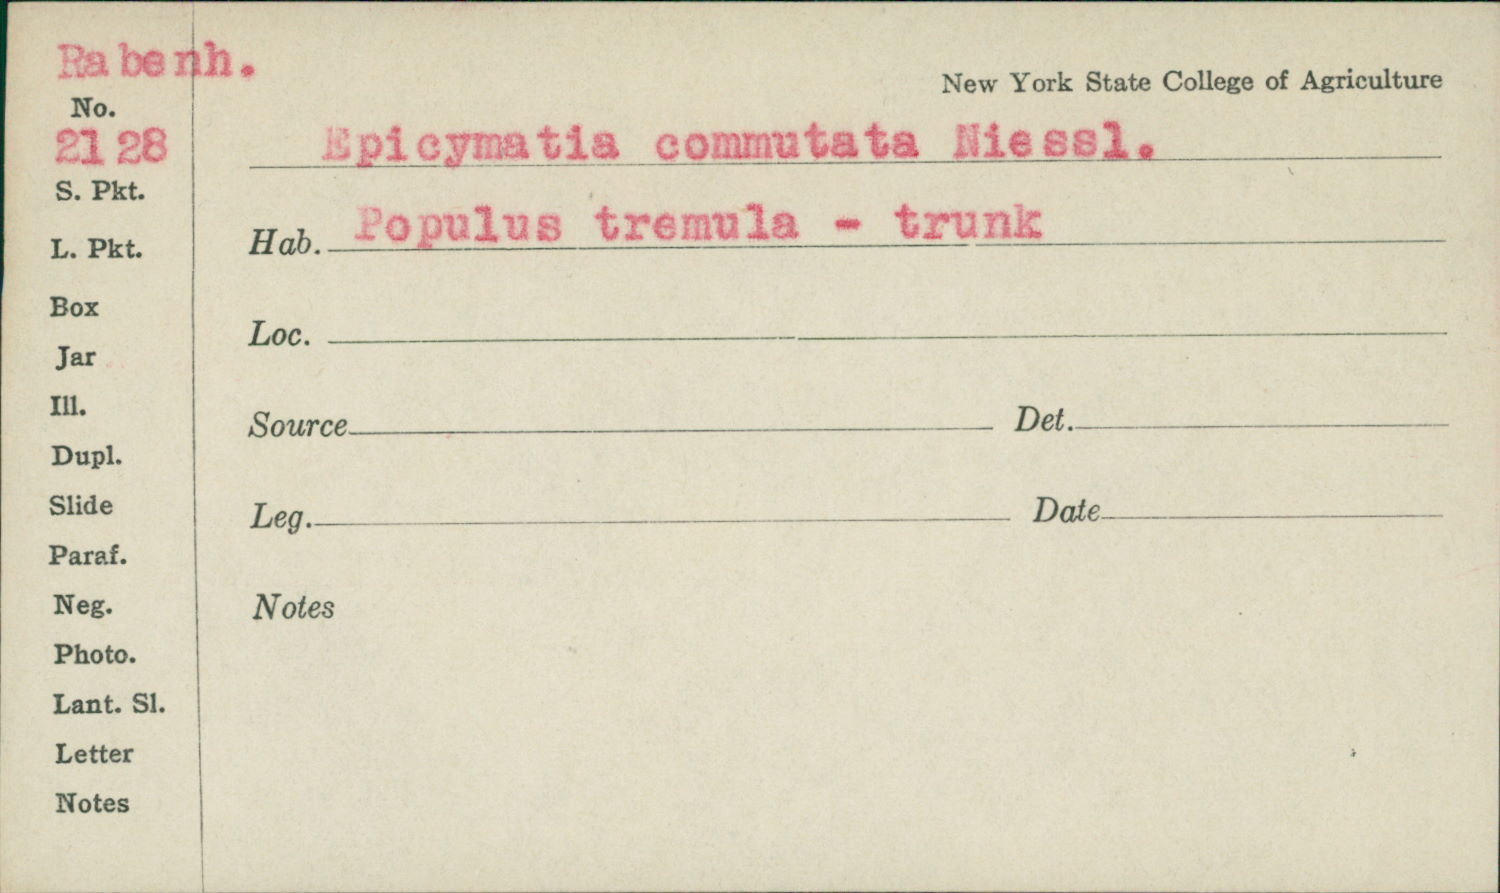 Rabenh.
New York State College of Agriculture
No.
2128
Epicymatia commutata Niessl.
S. Pkt.
Hab. Populus tremula - trunk
L. Pkt.
Box
Loc.
Jar
Ill.
Source Det.
Dupl.
Slide
Leg. Date
Paraf.
Neg.
Notes
Photo.
Lant. Sl.
Letter
Notes